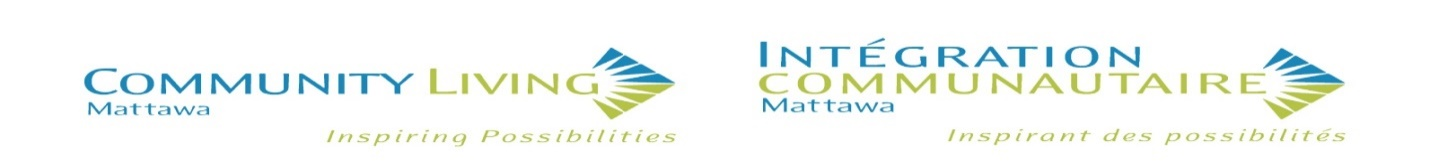 COMMUNITY LIVING
Mattawa
Inspiring Possibilities
INTÉGRATION
COMMUNAUTAIRE
Mattawa
Inspirant des possibilités